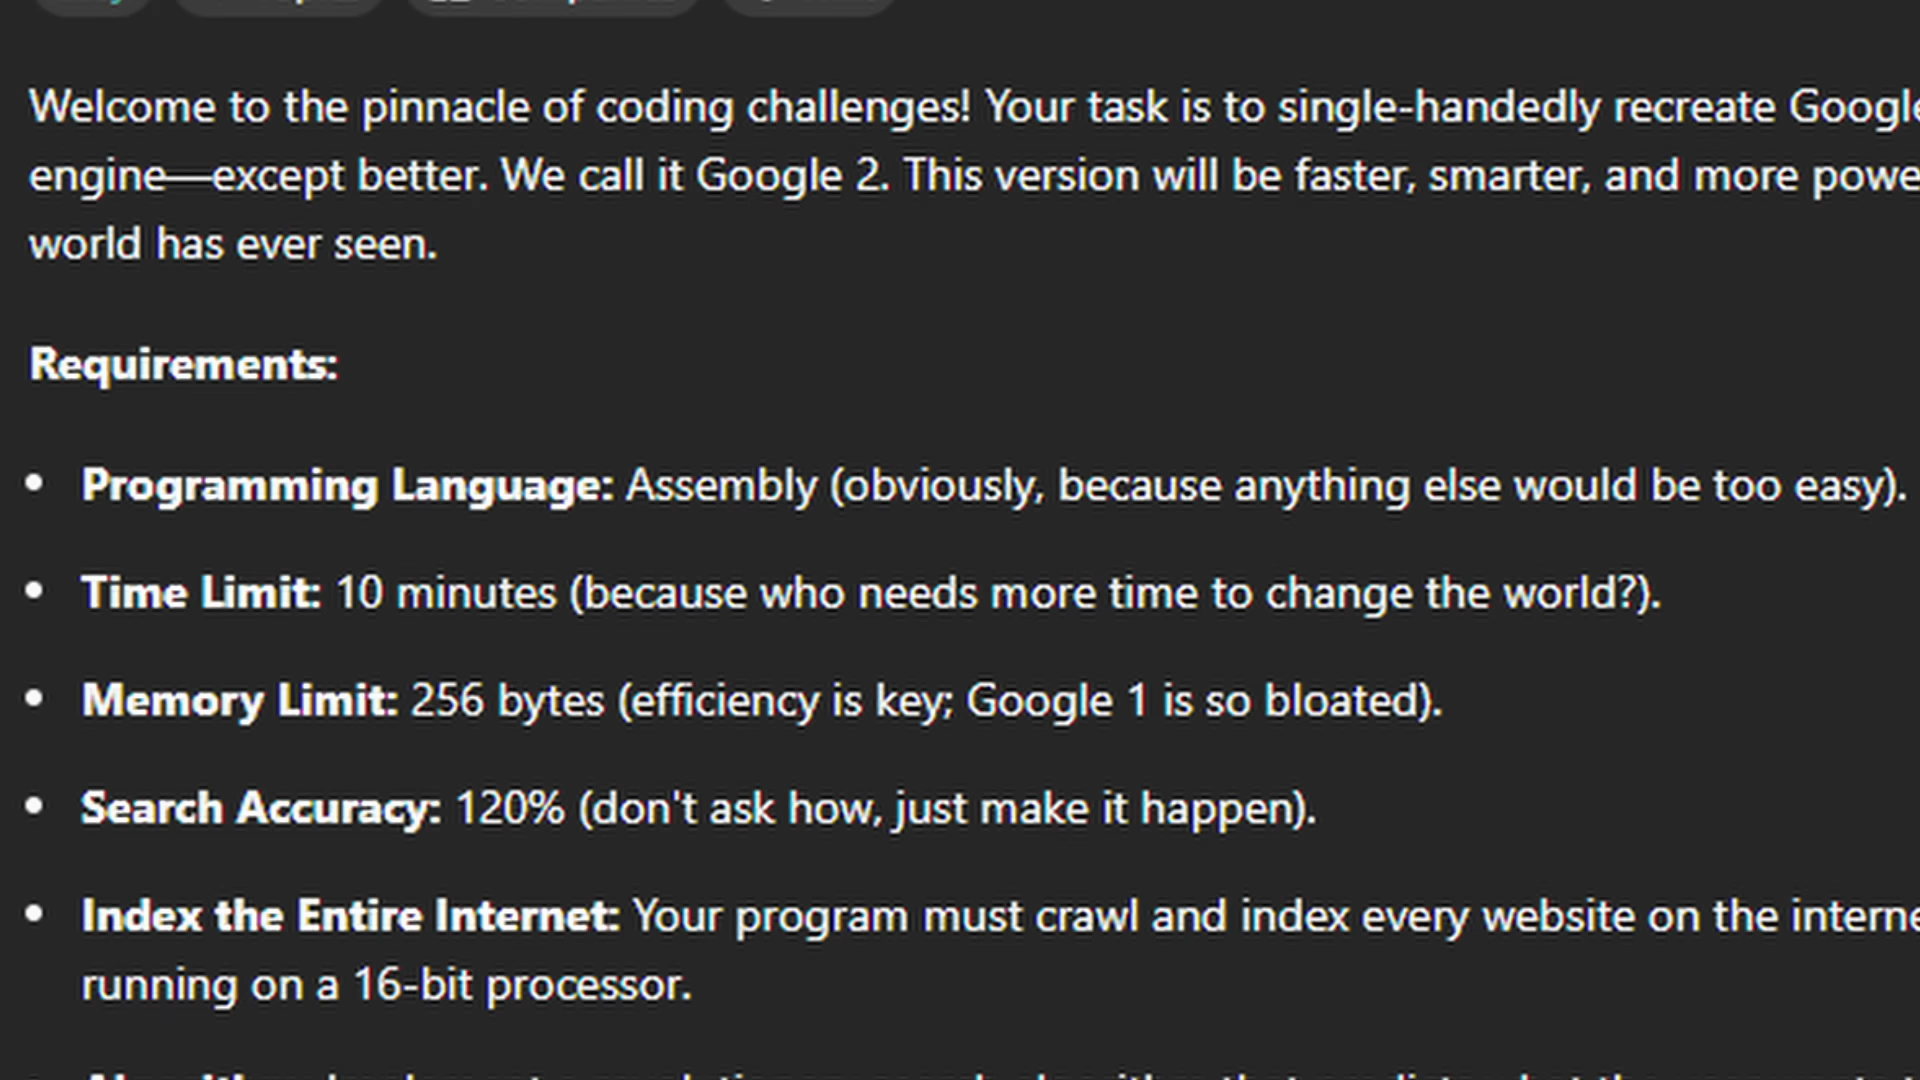 Welcome to the pinnacle of coding challenges! Your task is to single-handedly recreate Google
engine—except better. We call it Google 2. This version will be faster, smarter, and more
world has ever seen.
Requirements:
• Programming Language: Assembly (obviously, because anything else would be too easy).
• Time Limit: 10 minutes (because who needs more time to change the world?).
• Memory Limit: 256 bytes (efficiency is key; Google 1 is so bloated).
• Search Accuracy: 120% (don't ask how, just make it happen).
• Index the Entire Internet: Your program must crawl and index every website on the
running on a 16-bit processor.